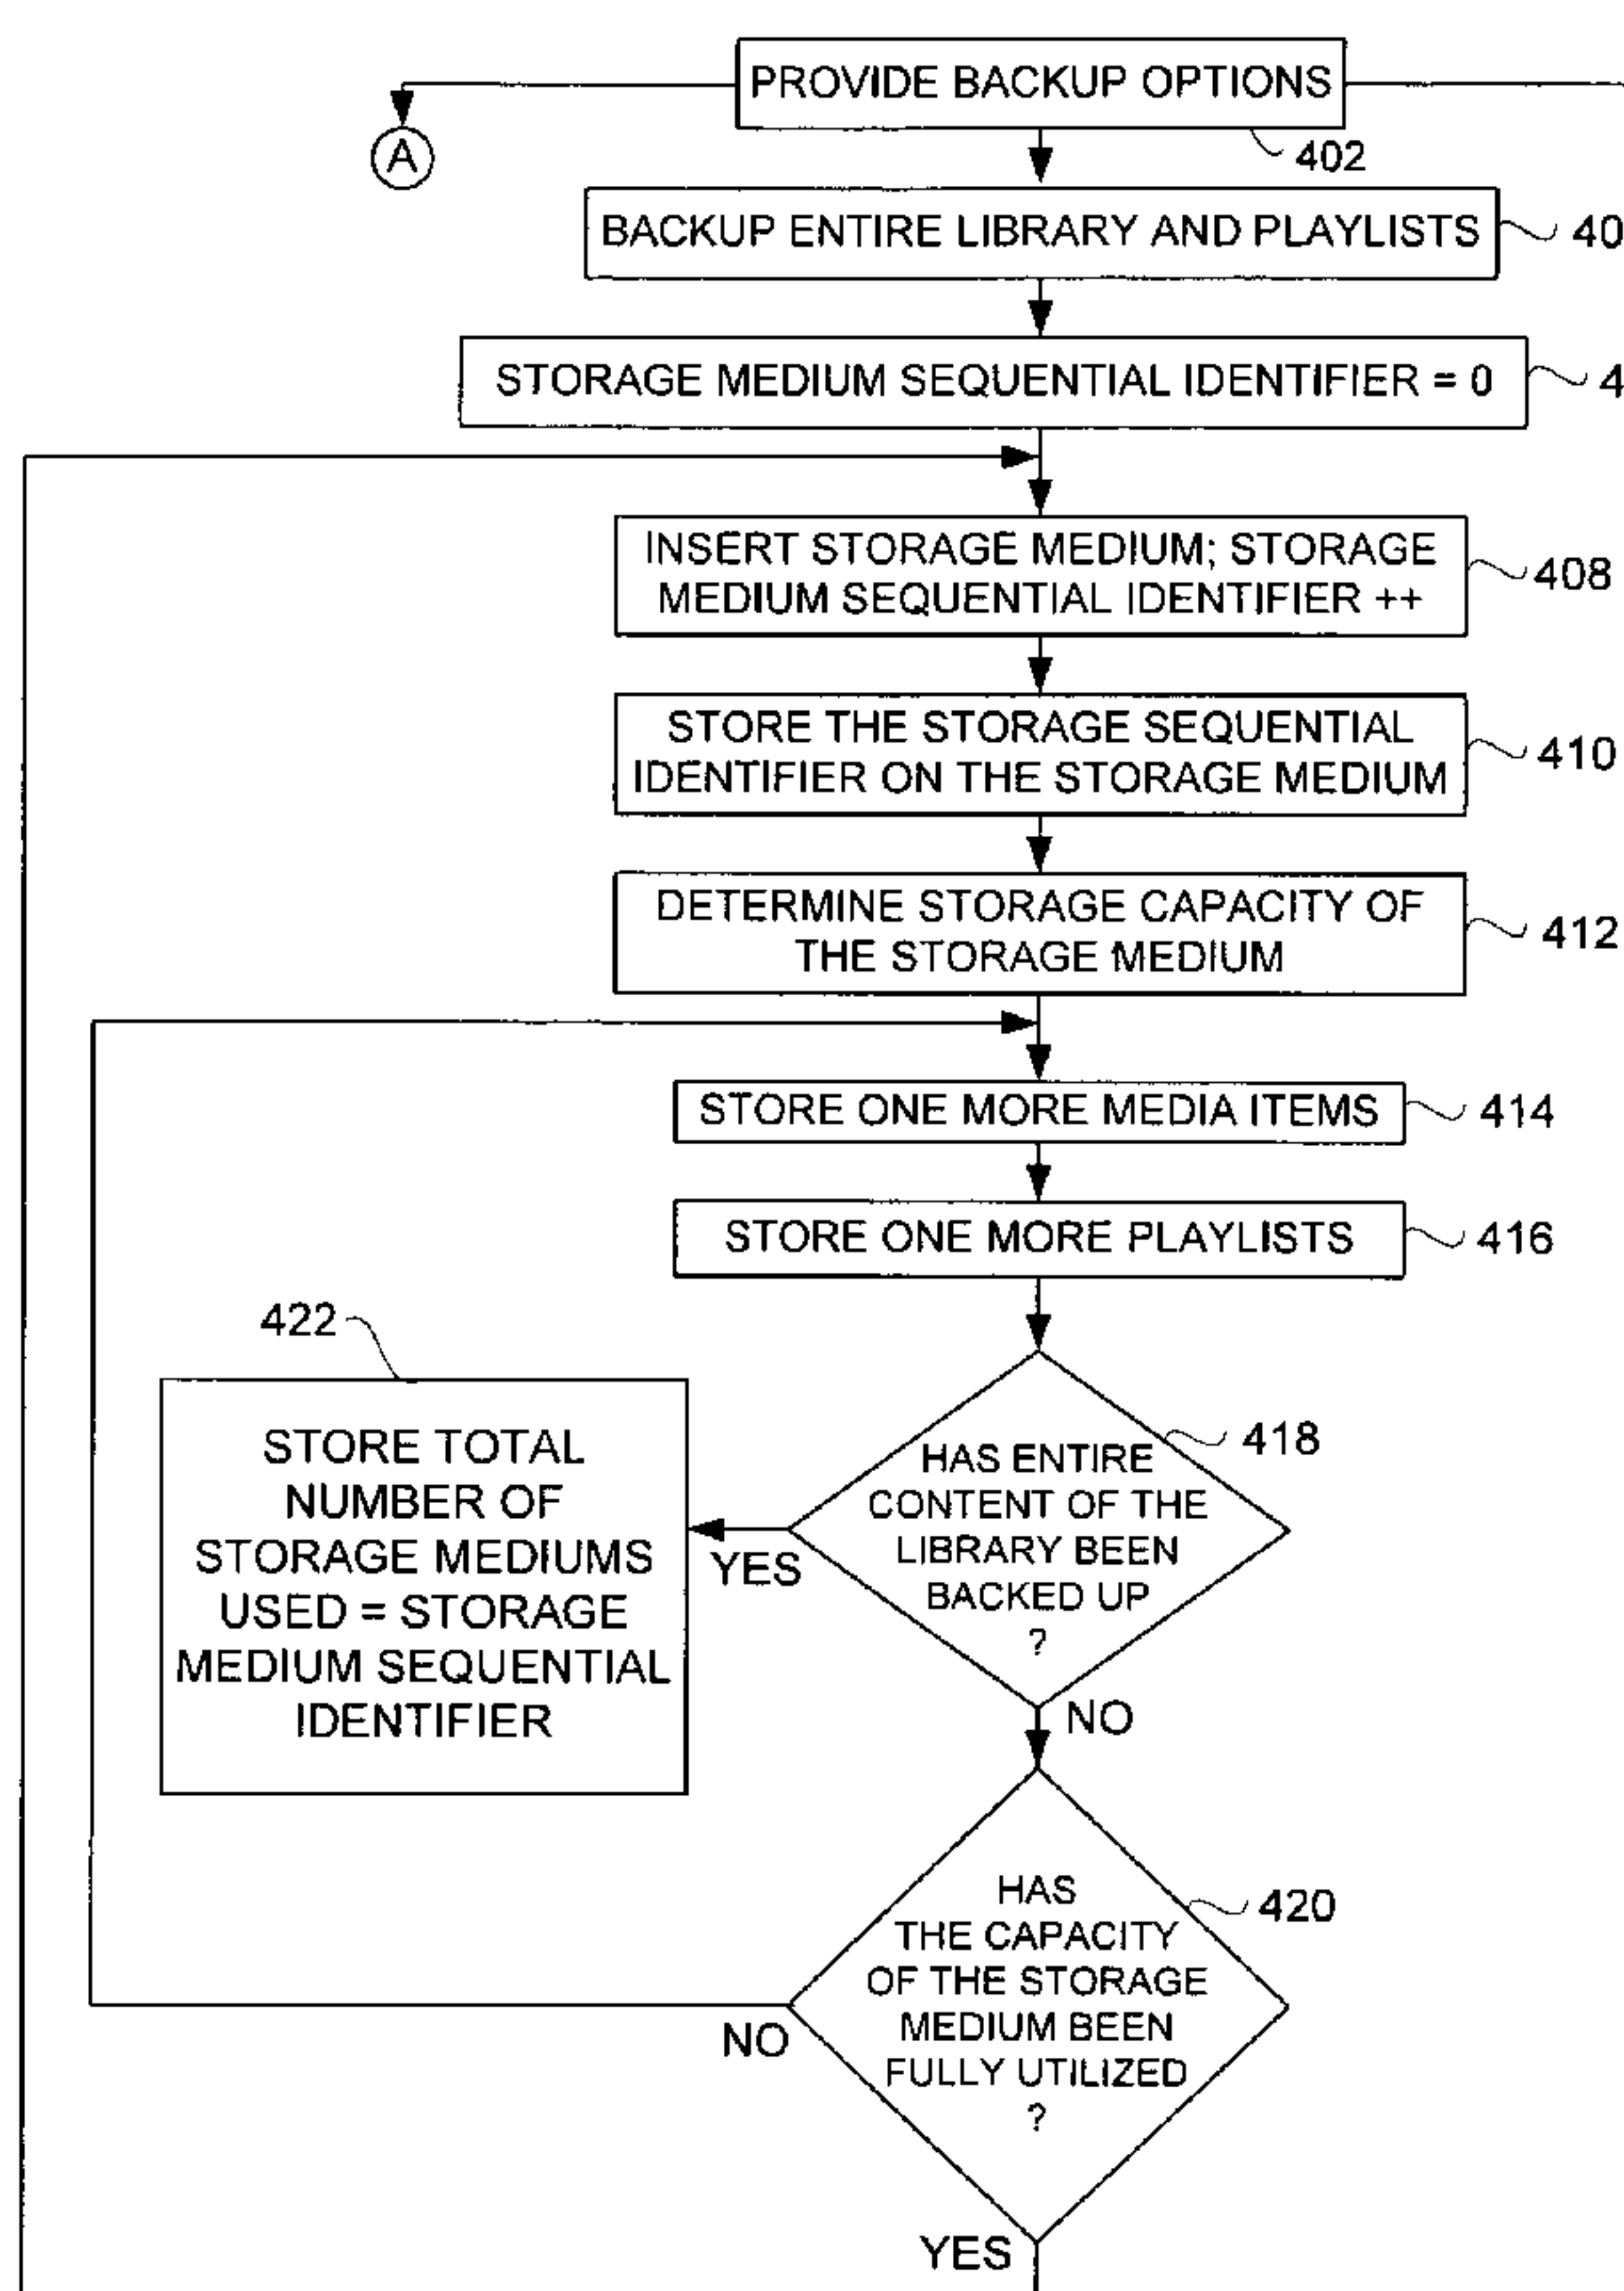 PROVIDE BACKUP OPTIONS
402
A
BACKUP ENTIRE LIBRARY AND PLAYLISTS
40
STORAGE MEDIUM SEQUENTIAL IDENTIFIER = 0
4
INSERT STORAGE MEDIUM; STORAGE
MEDIUM SEQUENTIAL IDENTIFIER ++
408
STORE THE STORAGE SEQUENTIAL
IDENTIFIER ON THE STORAGE MEDIUM
410
DETERMINE STORAGE CAPACITY OF
THE STORAGE MEDIUM
412
STORE ONE MORE MEDIA ITEMS
414
STORE ONE MORE PLAYLISTS
416
422
STORE TOTAL
NUMBER OF
STORAGE MEDIUMS
USED = STORAGE
MEDIUM SEQUENTIAL
IDENTIFIER
418
HAS ENTIRE
CONTENT OF THE
LIBRARY BEEN
BACKED UP
?
YES
NO
420
HAS
THE CAPACITY
OF THE STORAGE
MEDIUM BEEN
FULLY UTILIZED
?
NO
YES